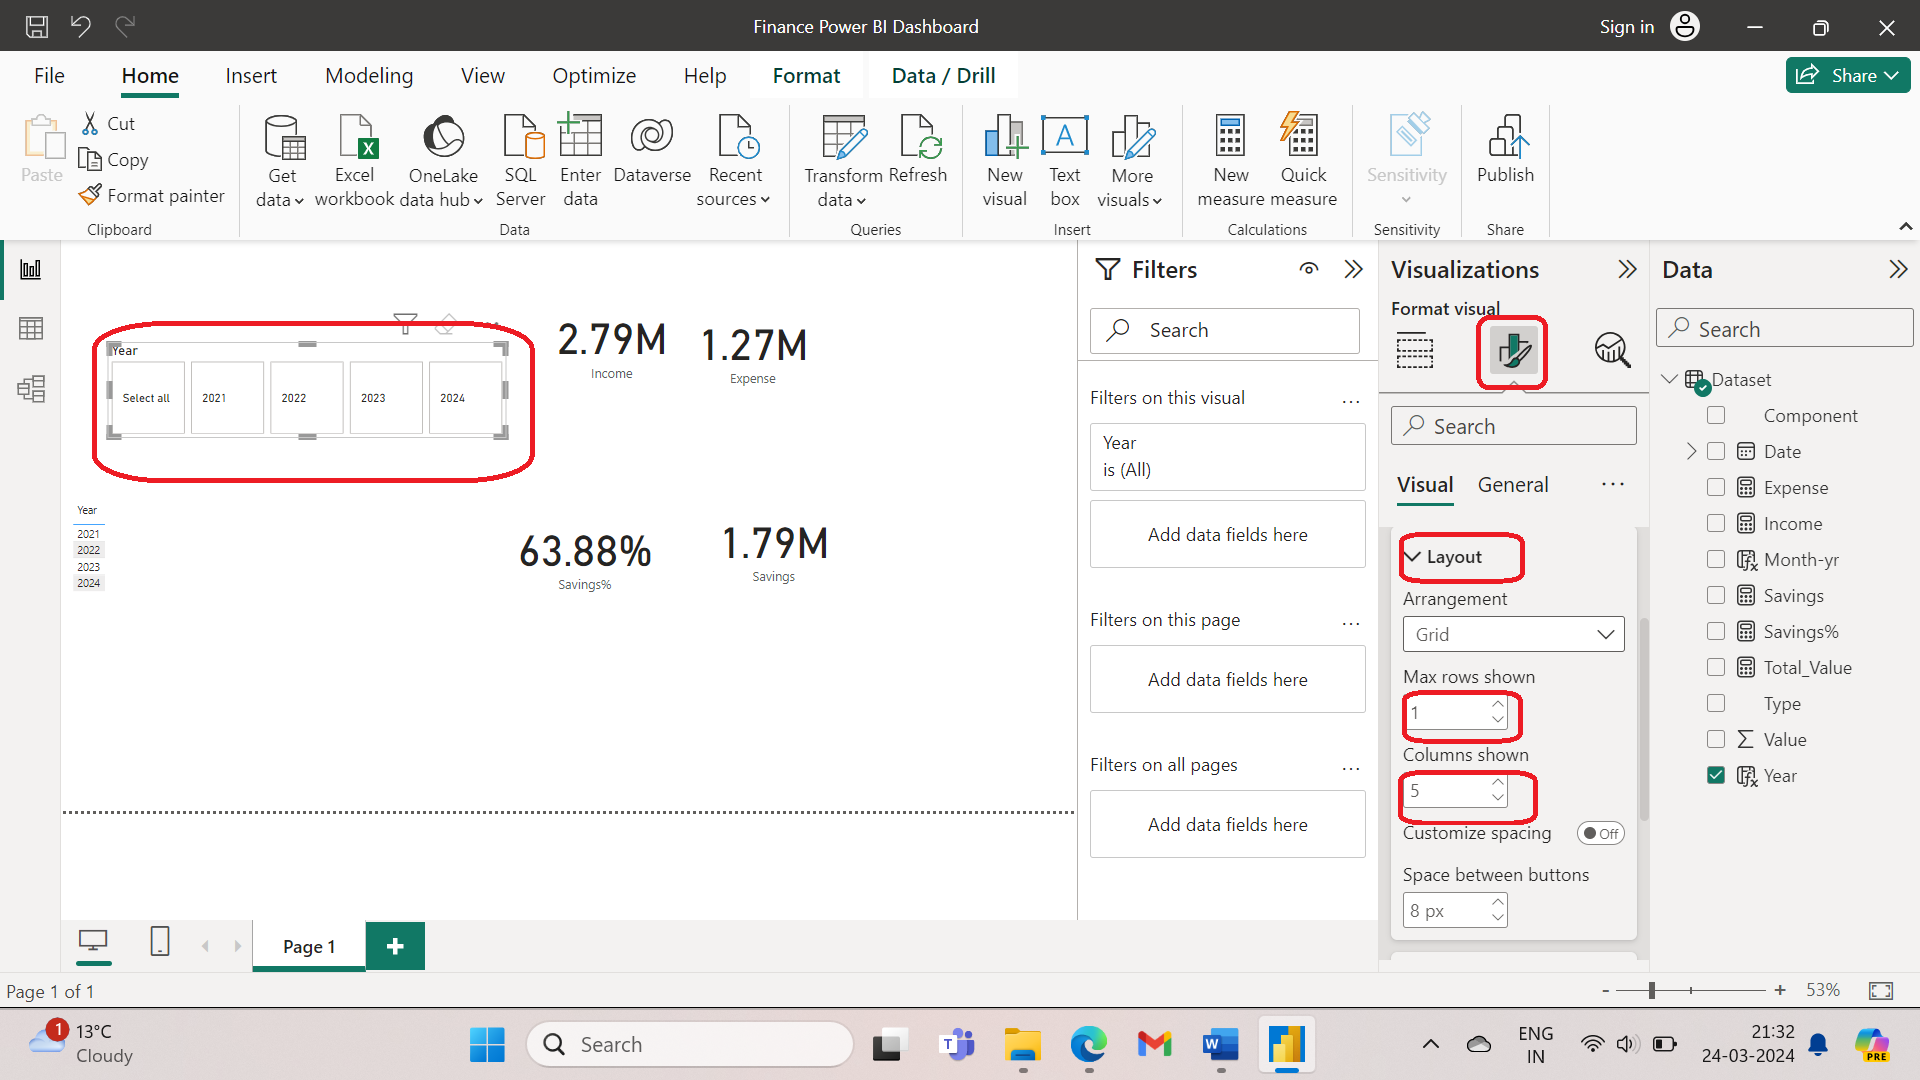 Finance Power BI Dashboard
Sign in
File
Home
Insert
Modeling
View
Optimize
Help
Format
Data / Drill
Share
Paste
Cut
Copy
Format painter
Clipboard
Get data
Excel workbook
OneLake data hub
SQL Server
Enter data
Dataverse
Recent sources
Data
Transform data
Refresh
Queries
New visual
Text box
More visuals
Insert
New measure
Quick measure
Calculations
Sensitivity
Sensitivity
Publish
Share
Year
Select all
2021
2022
2023
2024
2.79M
Income
1.27M
Expense
Year
2021
2022
2023
2024
63.88%
Savings%
1.79M
Savings
Filters
Search
Filters on this visual
...
Year
is (All)
Add data fields here
Filters on this page
...
Add data fields here
Filters on all pages
...
Add data fields here
Visualizations
Format visual
Search
Visual
General
...
Layout
Arrangement
Grid
Max rows shown
1
Columns shown
5
Customize spacing
Off
Space between buttons
8 px
Data
Search
Dataset
Component
Date
Expense
Income
Month-yr
Savings
Savings%
Total_Value
Type
Value
Year
Page 1
+
Page 1 of 1
- + 53%
1
13°C
Cloudy
Search
T
W
ENG
IN
21:32
24-03-2024
PRE